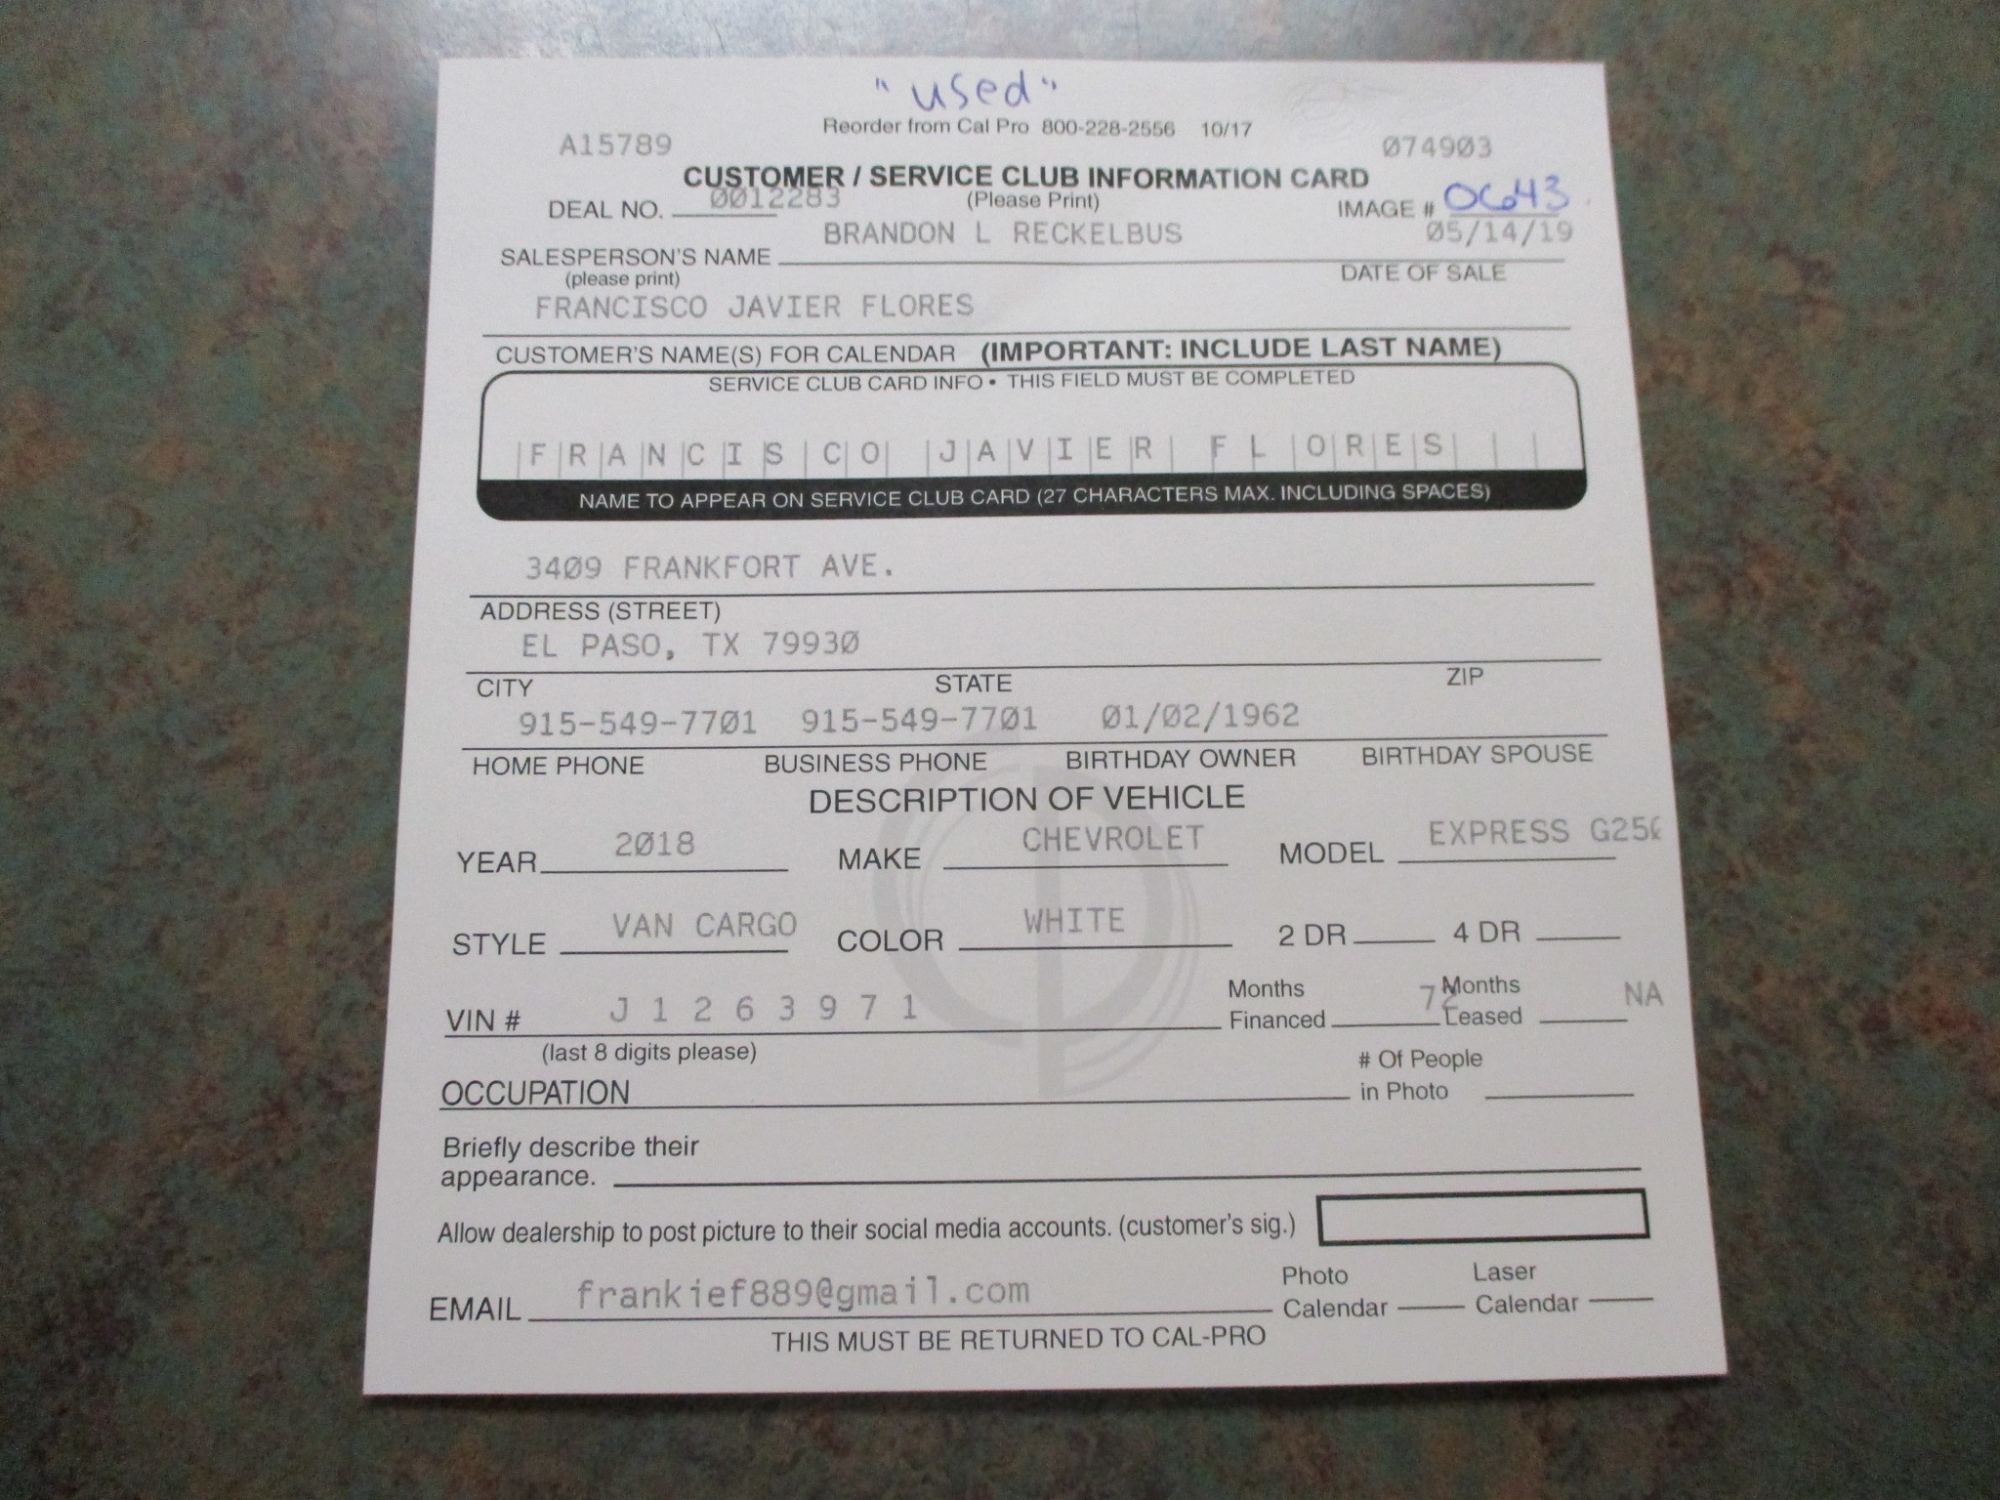 "used"
Reorder from Cal Pro 800-228-2556 10/17
A15789 074903
CUSTOMER / SERVICE CLUB INFORMATION CARD
DEAL NO. 0012283 (Please Print) IMAGE # 0643
BRANDON L RECKELBUS 05/14/19
SALESPERSON'S NAME DATE OF SALE
(please print)
FRANCISCO JAVIER FLORES
CUSTOMER'S NAME(S) FOR CALENDAR (IMPORTANT: INCLUDE LAST NAME)
SERVICE CLUB CARD INFO • THIS FIELD MUST BE COMPLETED
FRANCISCO JAVIER FLORES
NAME TO APPEAR ON SERVICE CLUB CARD (27 CHARACTERS MAX. INCLUDING SPACES)
3409 FRANKFORT AVE.
ADDRESS (STREET)
EL PASO, TX 79930
CITY STATE ZIP
915-549-7701 915-549-7701 01/02/1962
HOME PHONE BUSINESS PHONE BIRTHDAY OWNER BIRTHDAY SPOUSE
DESCRIPTION OF VEHICLE
YEAR 2018 MAKE CHEVROLET MODEL EXPRESS G250
STYLE VAN CARGO COLOR WHITE 2 DR 4 DR
VIN # J1263971 Months Financed 72 Months Leased NA
(last 8 digits please)
OCCUPATION # Of People in Photo
Briefly describe their
appearance.
Allow dealership to post picture to their social media accounts. (customer's sig.)
EMAIL frankief889@gmail.com Photo Calendar Laser Calendar
THIS MUST BE RETURNED TO CAL-PRO